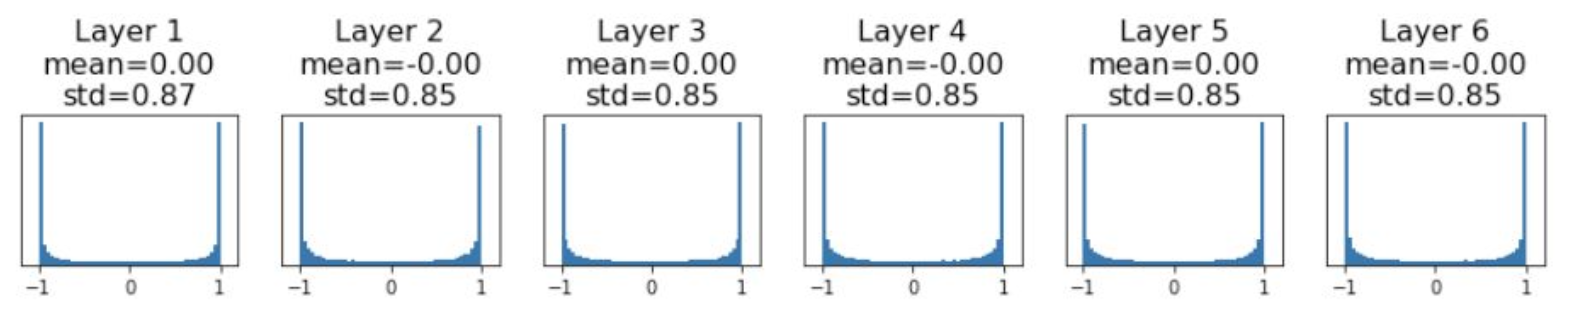 Layer 1
mean=0.00
std=0.87
−1 0 1
Layer 2
mean=-0.00
std=0.85
−1 0 1
Layer 3
mean=0.00
std=0.85
−1 0 1
Layer 4
mean=-0.00
std=0.85
−1 0 1
Layer 5
mean=0.00
std=0.85
−1 0 1
Layer 6
mean=-0.00
std=0.85
−1 0 1